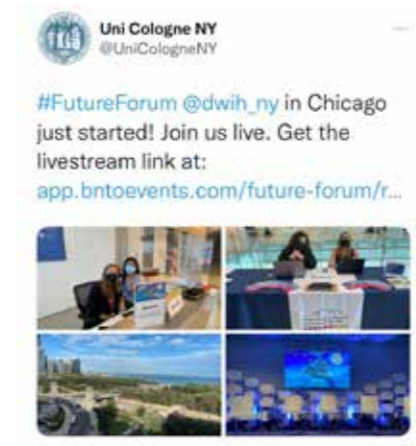 Uni Cologne NY
@UniCologneNY
#FutureForum @dwih_ny in Chicago
just started! Join us live. Get the
livestream link at:
app.bntoevents.com/future-forum/r...